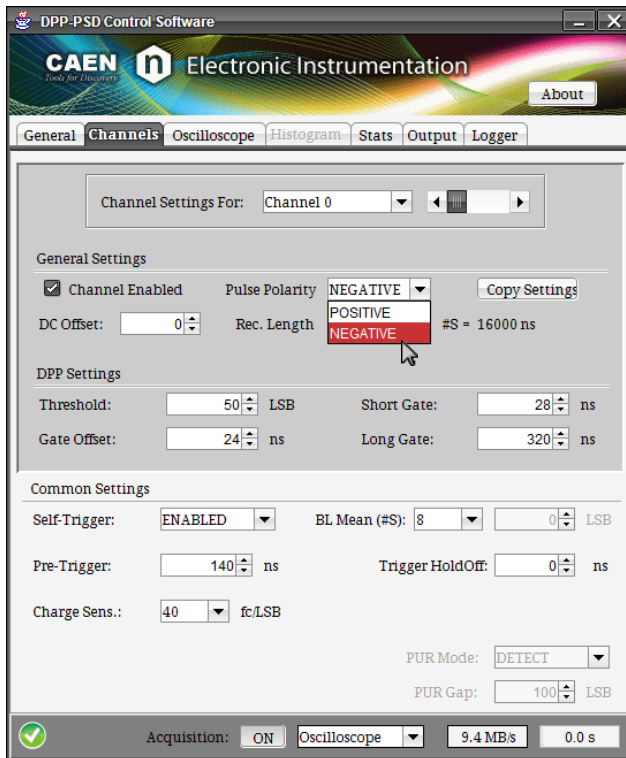 DPP-PSD Control Software
CAEN n Electronic Instrumentation
Tools for Discovery
About
General Channels Oscilloscope Histogram Stats Output Logger
Channel Settings For: Channel 0
General Settings
Channel Enabled Pulse Polarity NEGATIVE Copy Settings
DC Offset: 0 Rec. Length POSITIVE #S = 16000 ns
NEGATIVE
DPP Settings
Threshold: 50 LSB Short Gate: 28 ns
Gate Offset: 24 ns Long Gate: 320 ns
Common Settings
Self-Trigger: ENABLED BL Mean (#S): 8 0 LSB
Pre-Trigger: 140 ns Trigger HoldOff: 0 ns
Charge Sens.: 40 fc/LSB
PUR Mode: DETECT
PUR Gap: 100 LSB
Acquisition: ON Oscilloscope 9.4 MB/s 0.0 s